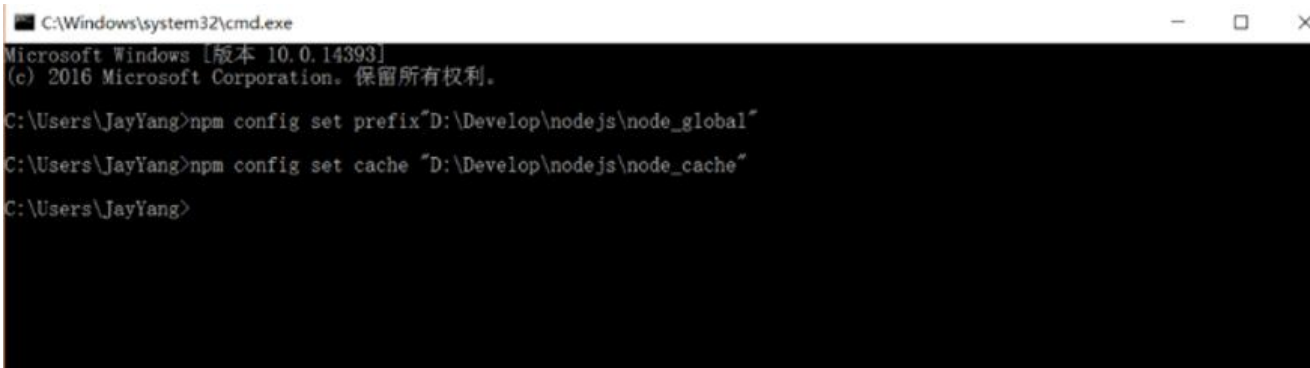 C:\Windows\system32\cmd.exe
Microsoft Windows [版本 10.0.14393]
(c) 2016 Microsoft Corporation。保留所有权利。
C:\Users\JayYang>npm config set prefix"D:\Develop\nodejs\node_global"
C:\Users\JayYang>npm config set cache "D:\Develop\nodejs\node_cache"
C:\Users\JayYang>